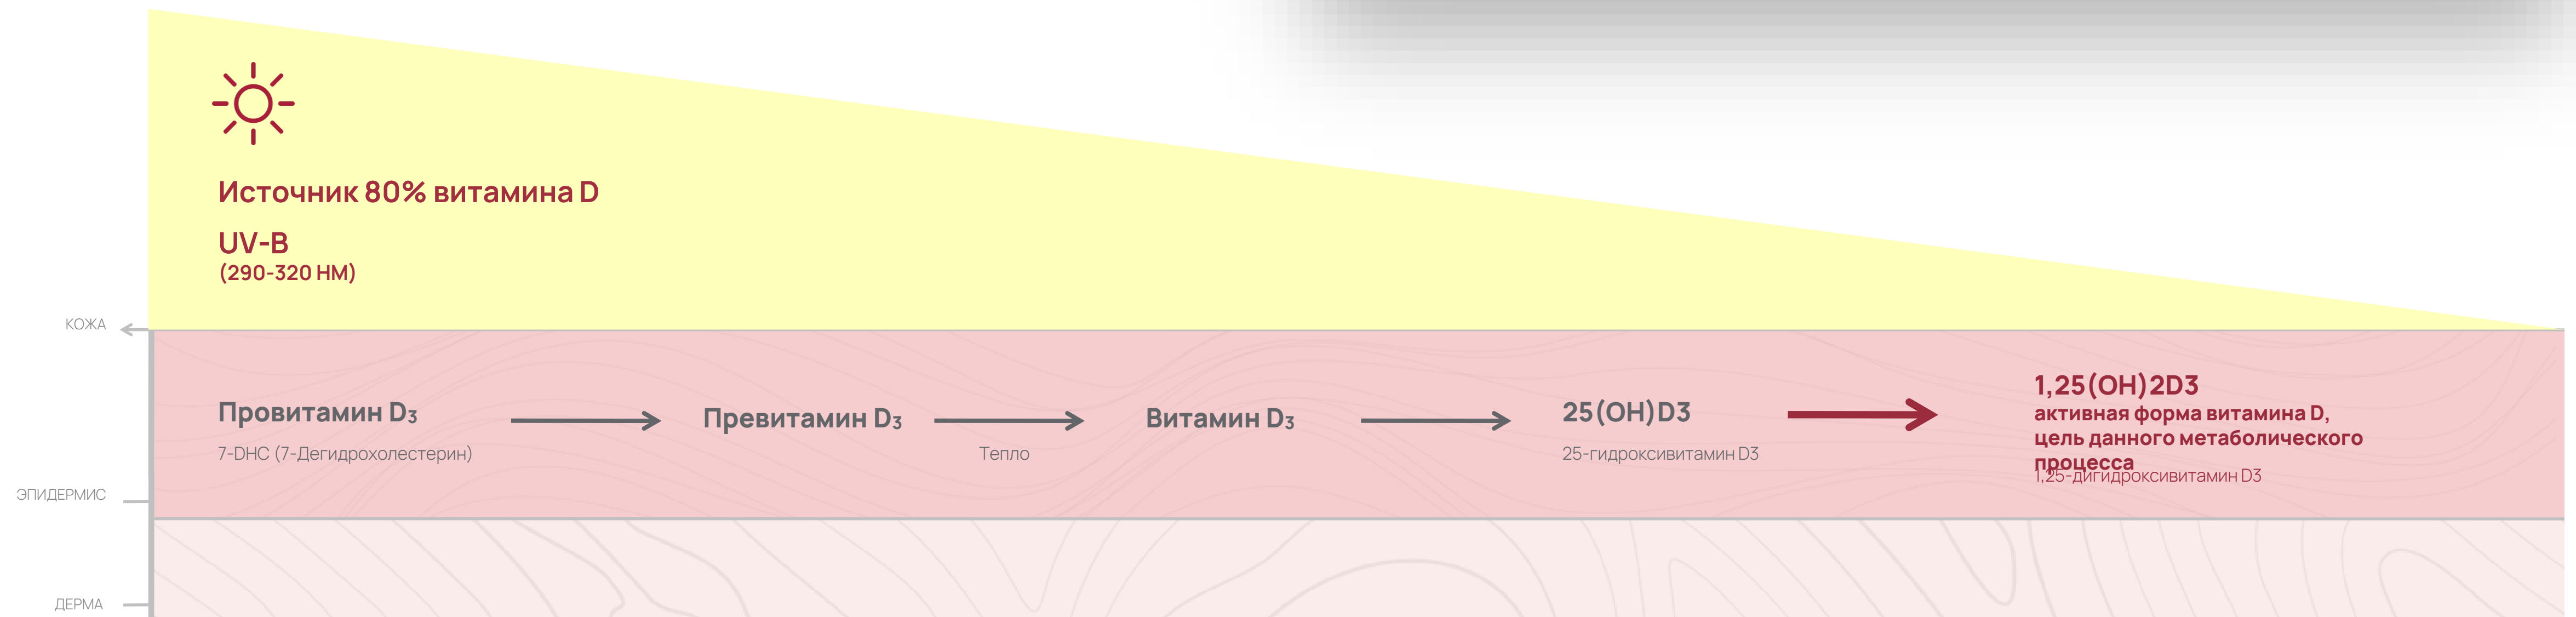 Источник 80% витамина D
UV-B
(290-320 НМ)
КОЖА
Провитамин D₃
7-DHC (7-Дегидрохолестерин)
Превитамин D₃
Тепло
Витамин D₃
25(OH)D3
25-гидроксивитамин D3
1,25(OH)2D3
активная форма витамина D,
цель данного метаболического
процесса
1,25-дигидроксивитамин D3
ЭПИДЕРМИС
ДЕРМА